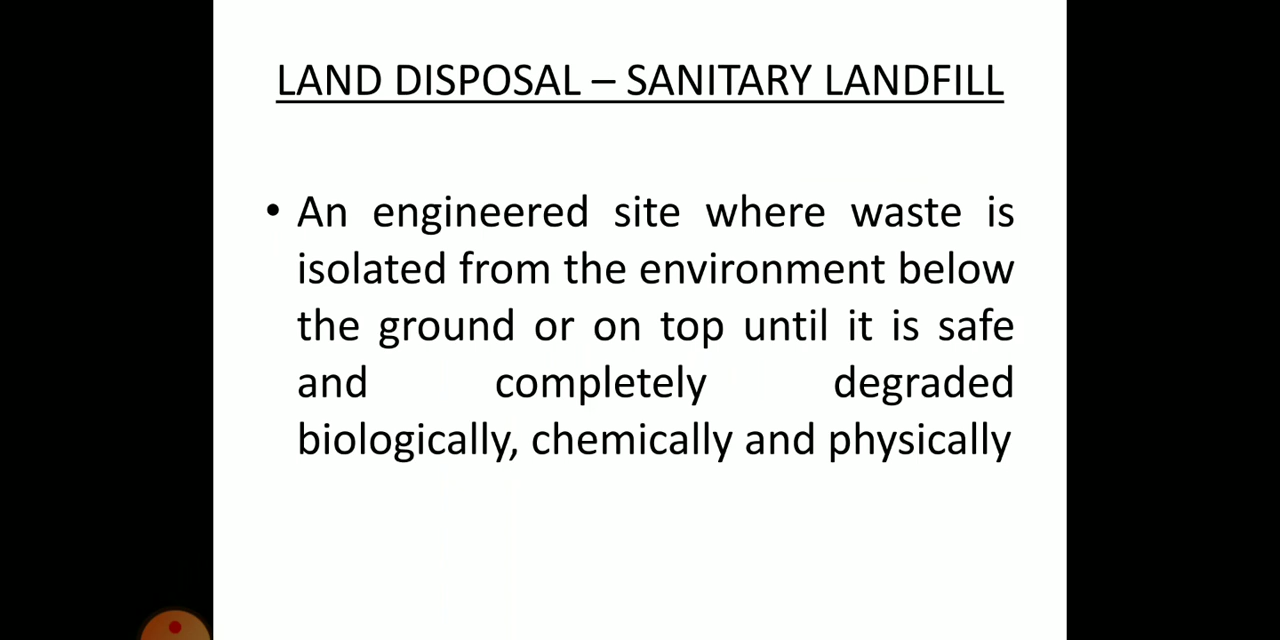 LAND DISPOSAL – SANITARY LANDFILL
• An engineered site where waste is
isolated from the environment below
the ground or on top until it is safe
and completely degraded
biologically, chemically and physically